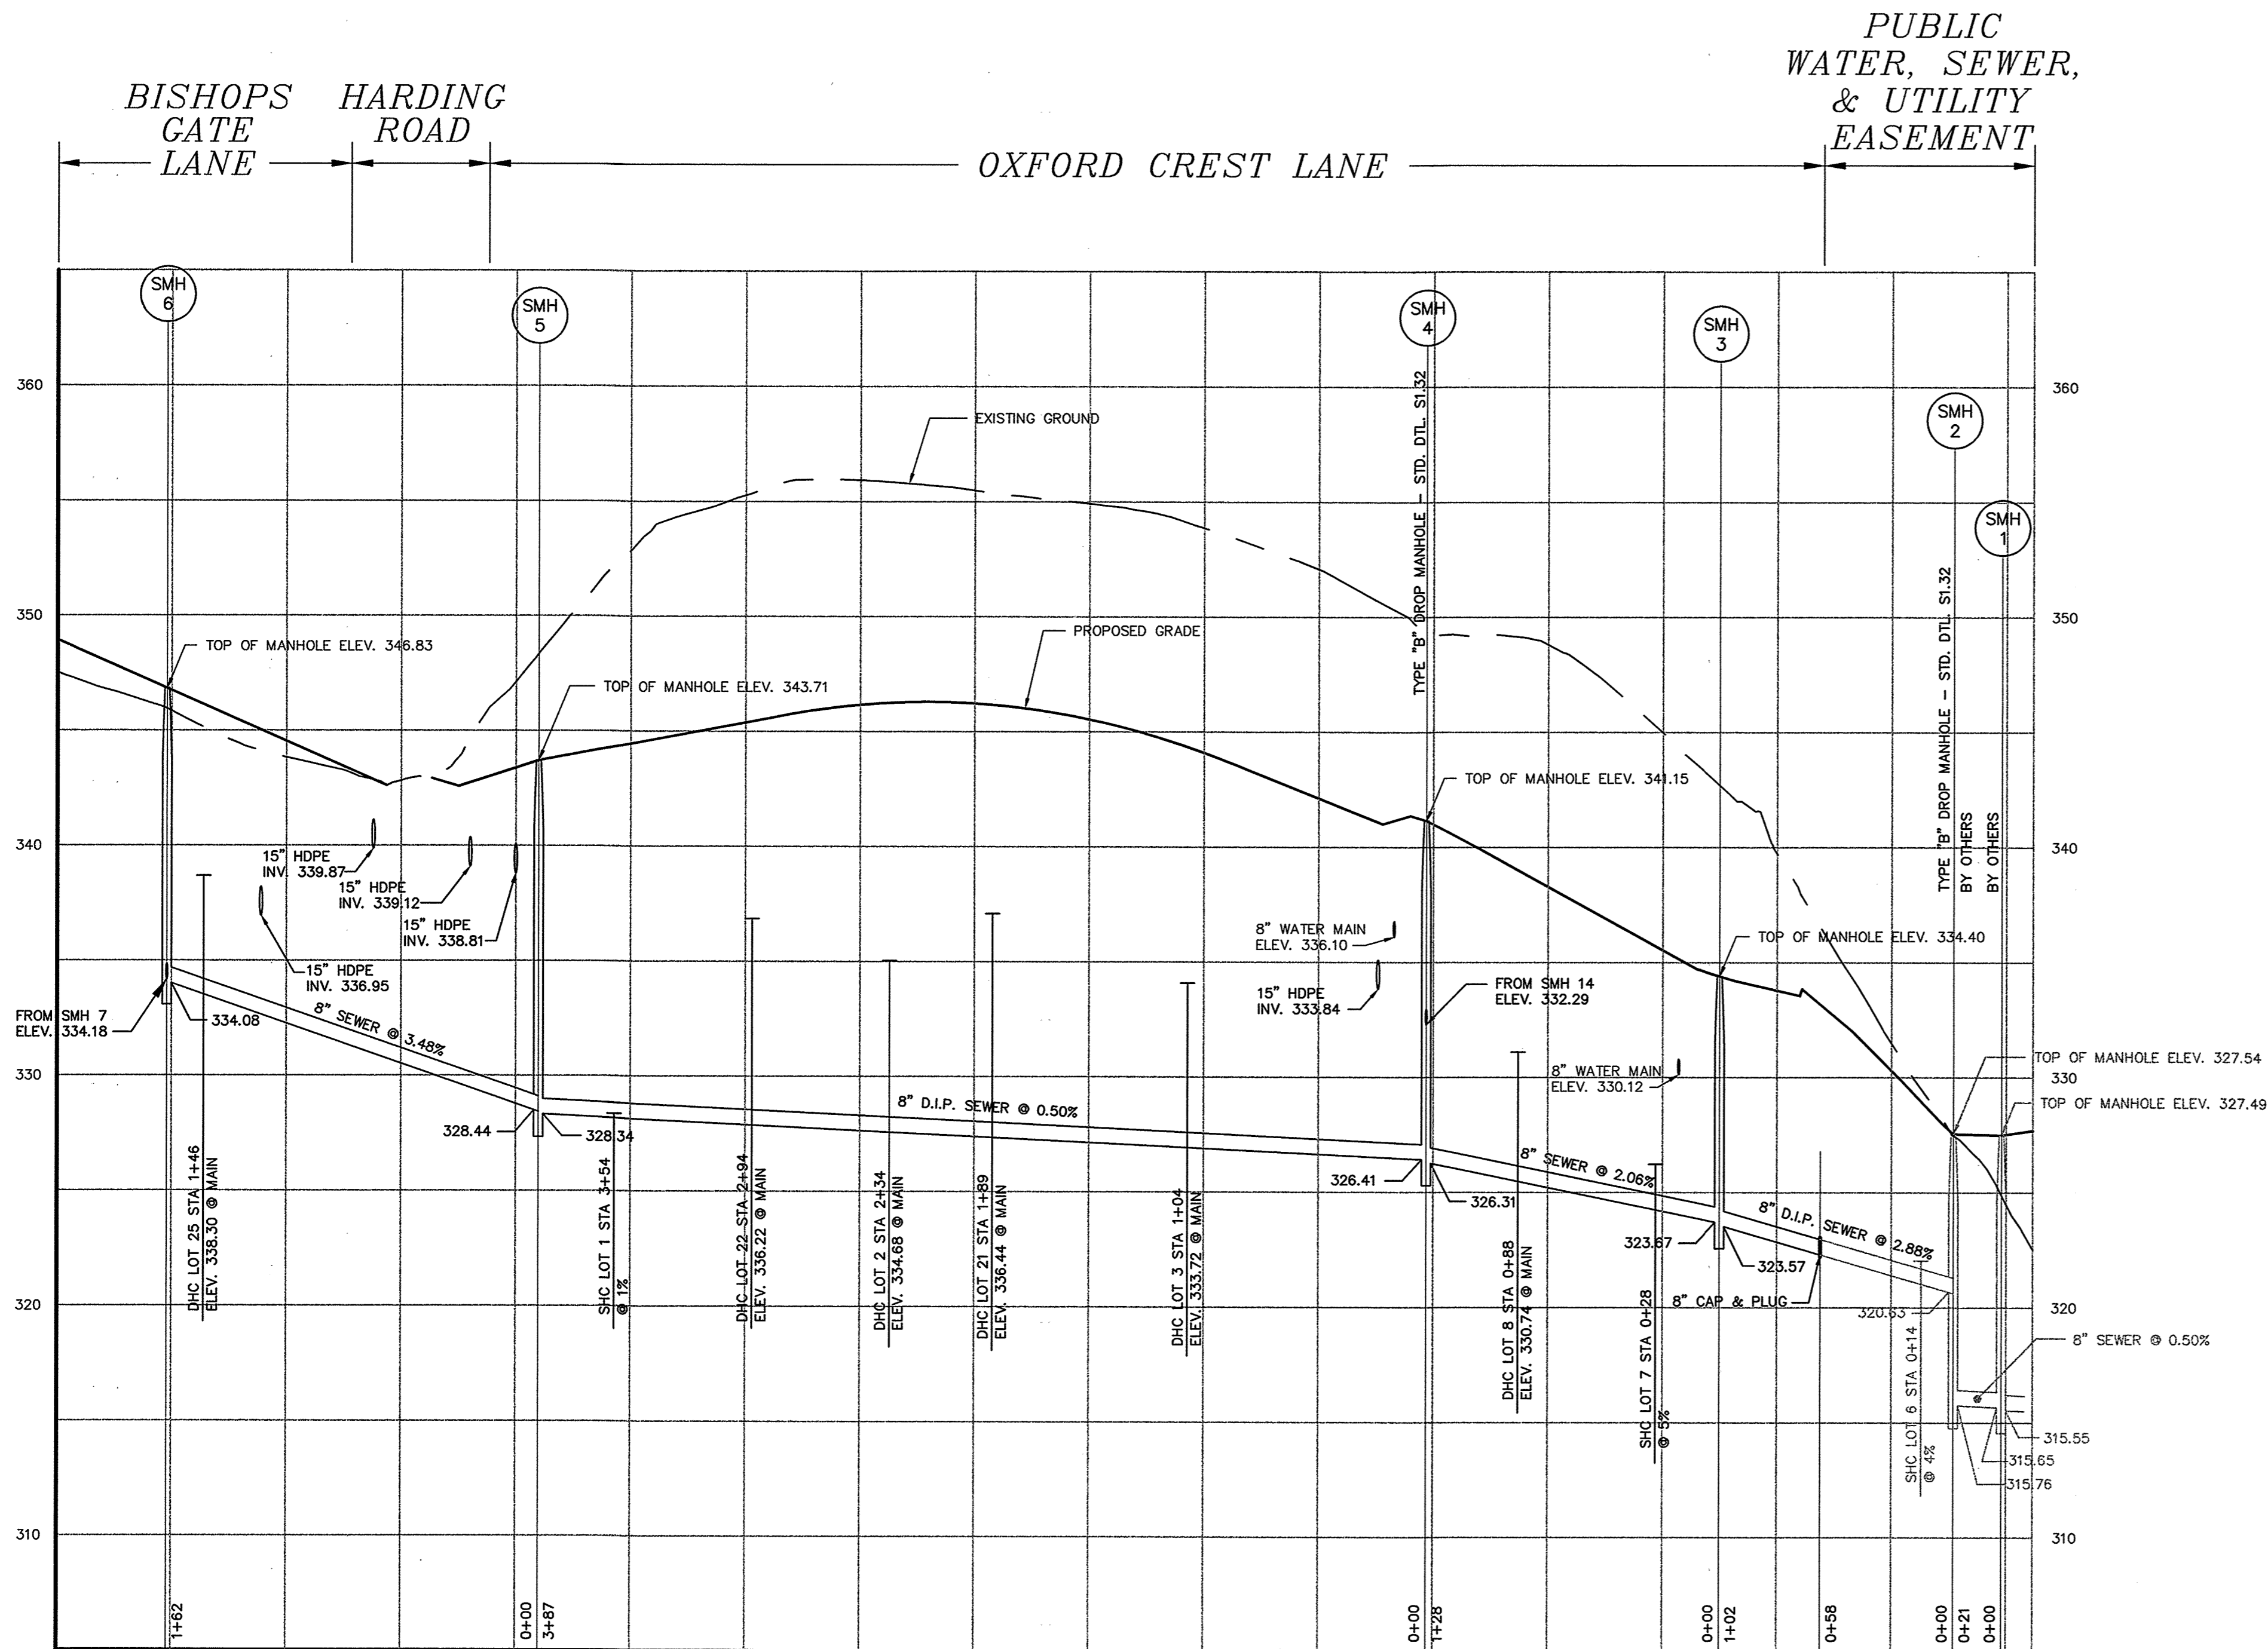 PUBLIC
WATER, SEWER,
& UTILITY
EASEMENT
BISHOPS
GATE
LANE
HARDING
ROAD
OXFORD CREST LANE
SMH
6
SMH
5
SMH
4
SMH
3
SMH
2
SMH
1
360
350
340
330
320
310
360
350
340
330
320
310
EXISTING GROUND
PROPOSED GRADE
TOP OF MANHOLE ELEV. 346.83
TOP OF MANHOLE ELEV. 343.71
TOP OF MANHOLE ELEV. 341.15
TOP OF MANHOLE ELEV. 334.40
TOP OF MANHOLE ELEV. 327.54
TOP OF MANHOLE ELEV. 327.49
TYPE "B" DROP MANHOLE - STD. DTL. S1.32
TYPE "B" DROP MANHOLE - STD. DTL. S1.32
BY OTHERS
BY OTHERS
15" HDPE
INV. 339.87
15" HDPE
INV. 339.12
15" HDPE
INV. 338.81
15" HDPE
INV. 336.95
8" WATER MAIN
ELEV. 336.10
15" HDPE
INV. 333.84
FROM SMH 14
ELEV. 332.29
8" WATER MAIN
ELEV. 330.12
FROM SMH 7
ELEV. 334.18
334.08
8" SEWER @ 3.48%
328.44
328.34
8" D.I.P. SEWER @ 0.50%
326.41
326.31
8" SEWER @ 2.06%
323.67
323.57
8" D.I.P. SEWER @ 2.88%
8" CAP & PLUG
320.63
8" SEWER @ 0.50%
315.55
315.65
315.76
DHC LOT 25 STA 1+46
ELEV. 338.30 @ MAIN
SHC LOT 1 STA 3+54
@ 1%
DHC LOT 22 STA 2+94
ELEV. 336.22 @ MAIN
DHC LOT 2 STA 2+34
ELEV. 334.68 @ MAIN
DHC LOT 21 STA 1+89
ELEV. 336.44 @ MAIN
DHC LOT 3 STA 1+04
ELEV. 333.72 @ MAIN
DHC LOT 8 STA 0+88
ELEV. 330.74 @ MAIN
SHC LOT 7 STA 0+28
@ 5%
SHC LOT 6 STA 0+14
@ 4%
1+62
0+00
3+87
0+00
1+28
0+00
1+02
0+58
0+00
0+21
0+00